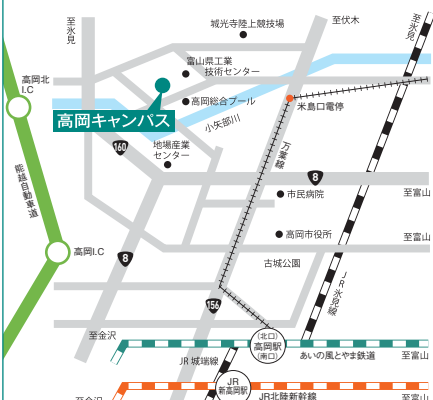 至氷見
城光寺陸上競技場
至伏木
至氷見
富山県工業
技術センター
高岡北
I.C
高岡総合プール
米島口電停
高岡キャンパス
小矢部川
160
地場産業
センター
万葉線
8
能越自動車道
市民病院
至富山
高岡市役所
至富山
高岡I.C
8
古城公園
JR氷見線
156
至金沢
(北口)
高岡駅
(南口)
あいの風とやま鉄道
至富山
JR城端線
JR
新高岡駅
JR北陸新幹線
至富山
至金沢